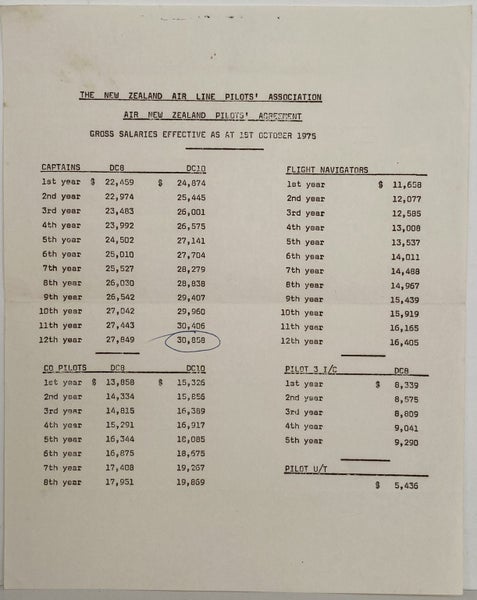 THE NEW ZEALAND AIR LINE PILOTS' ASSOCIATION
AIR NEW ZEALAND PILOTS' AGREEMENT
GROSS SALARIES EFFECTIVE AS AT 1ST OCTOBER 1975
CAPTAINS DC8 DC10
1st year $ 22,459 $ 24,874
2nd year 22,974 25,445
3rd year 23,483 26,001
4th year 23,992 26,575
5th year 24,502 27,141
6th year 25,010 27,704
7th year 25,527 28,279
8th year 26,030 28,838
9th year 26,542 29,407
10th year 27,042 29,960
11th year 27,443 30,406
12th year 27,849 30,858
CO PILOTS DC8 DC10
1st year $ 13,858 $ 15,326
2nd year 14,334 15,856
3rd year 14,815 16,389
4th year 15,291 16,917
5th year 16,344 18,085
6th year 16,875 18,675
7th year 17,408 19,267
8th year 17,951 19,869
FLIGHT NAVIGATORS
1st year $ 11,658
2nd year 12,077
3rd year 12,585
4th year 13,008
5th year 13,537
6th year 14,011
7th year 14,488
8th year 14,967
9th year 15,439
10th year 15,919
11th year 16,165
12th year 16,405
PILOT 3 I/C DC8
1st year $ 8,339
2nd year 8,575
3rd year 8,809
4th year 9,041
5th year 9,290
PILOT U/T
$ 5,436